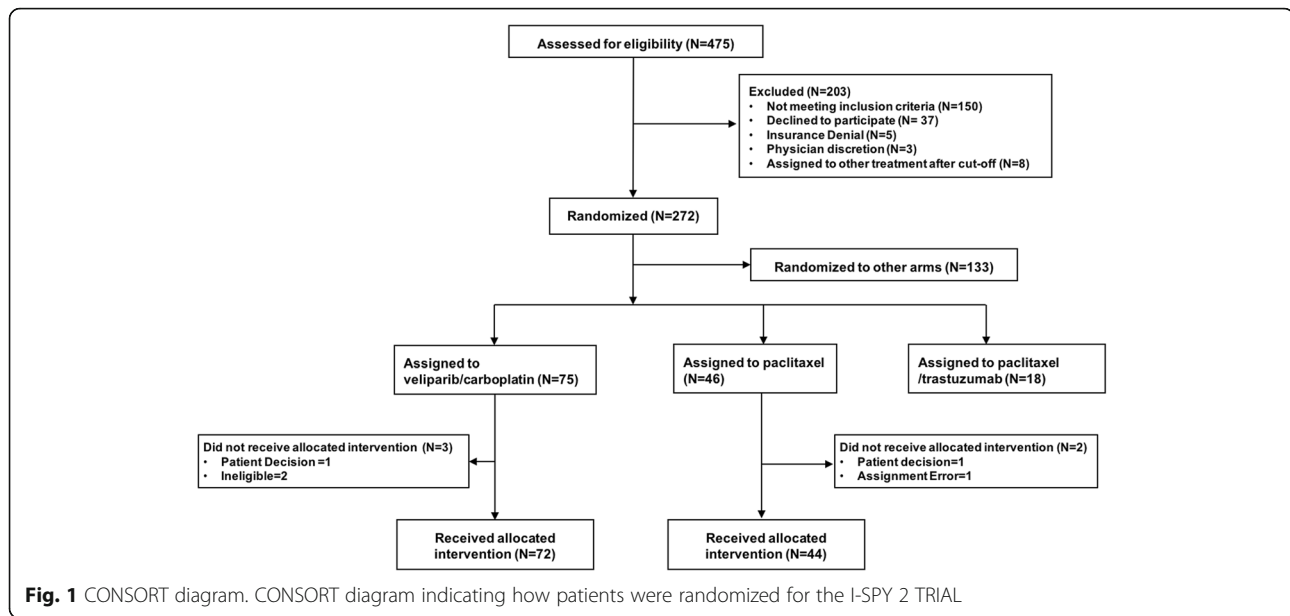 Assessed for eligibility (N=475)
Excluded (N=203)
• Not meeting inclusion criteria (N=150)
• Declined to participate (N= 37)
• Insurance Denial (N=5)
• Physician discretion (N=3)
• Assigned to other treatment after cut-off (N=8)
Randomized (N=272)
Randomized to other arms (N=133)
Assigned to
veliparib/carboplatin (N=75)
Assigned to paclitaxel
(N=46)
Assigned to paclitaxel
/trastuzumab (N=18)
Did not receive allocated intervention (N=3)
• Patient Decision =1
• Ineligible=2
Did not receive allocated intervention (N=2)
• Patient decision=1
• Assignment Error=1
Received allocated
intervention (N=72)
Received allocated
intervention (N=44)
Fig. 1 CONSORT diagram. CONSORT diagram indicating how patients were randomized for the I-SPY 2 TRIAL